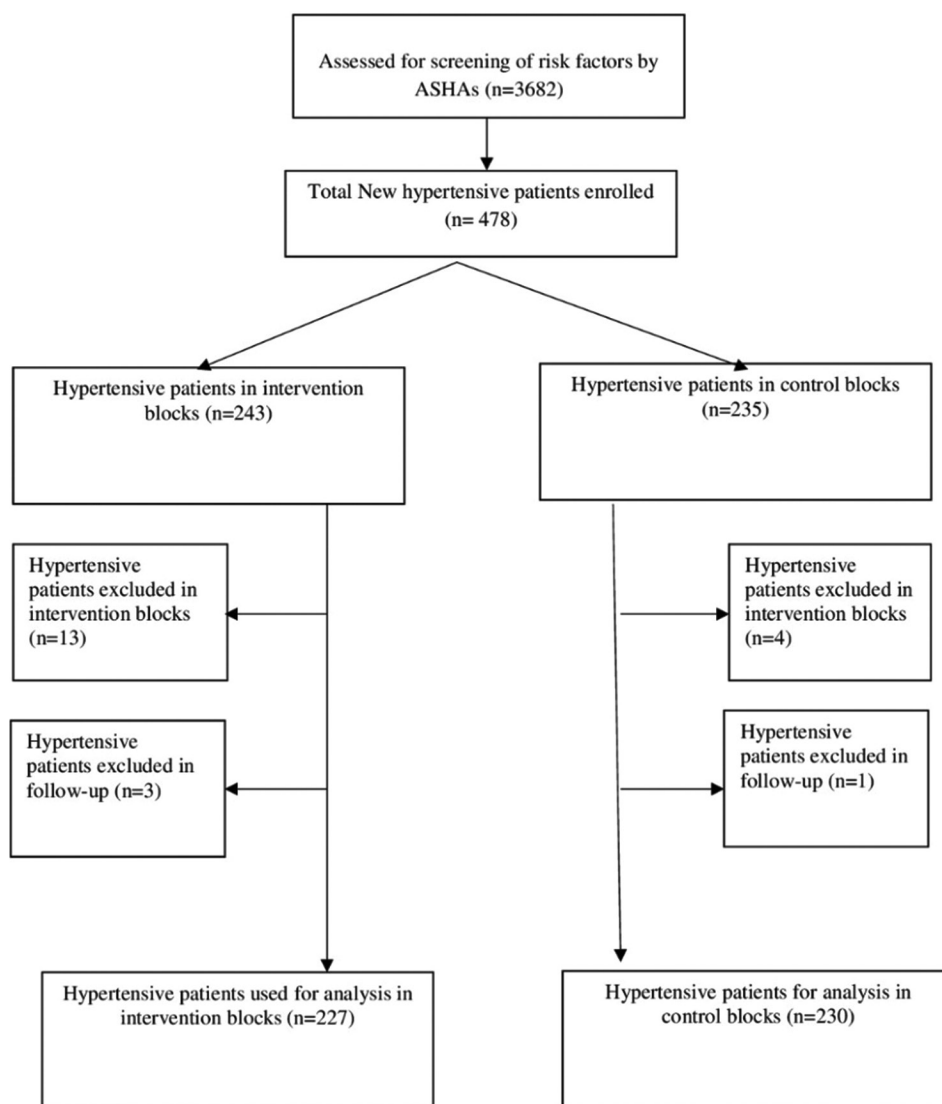 Assessed for screening of risk factors by
ASHAs (n=3682)
Total New hypertensive patients enrolled
(n= 478)
Hypertensive patients in intervention
blocks (n=243)
Hypertensive patients in control blocks
(n=235)
Hypertensive
patients excluded in
intervention blocks
(n=13)
Hypertensive
patients excluded in
intervention blocks
(n=4)
Hypertensive
patients excluded in
follow-up (n=3)
Hypertensive
patients excluded in
follow-up (n=1)
Hypertensive patients used for analysis in
intervention blocks (n=227)
Hypertensive patients for analysis in
control blocks (n=230)